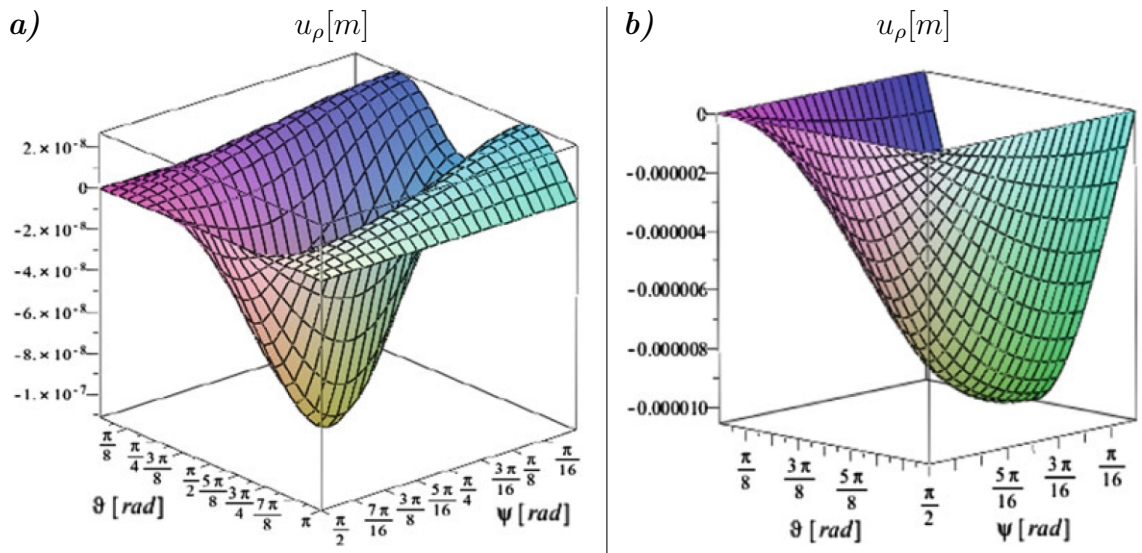 a) u_ρ[m]
2.×10⁻⁸
0
-2.×10⁻⁸
-4.×10⁻⁸
-6.×10⁻⁸
-8.×10⁻⁸
-1.×10⁻⁷
π/8 π/4 3π/8 π/2 5π/8 3π/4 7π/8 π
ϑ [rad]
π/2 7π/16 3π/8 5π/16 π/4 3π/16 π/8 π/16
ψ [rad]
b) u_ρ[m]
0
-0.000002
-0.000004
-0.000006
-0.000008
-0.000010
π/8 3π/8 5π/8 π/2
ϑ [rad]
5π/16 3π/16 π/16
ψ [rad]